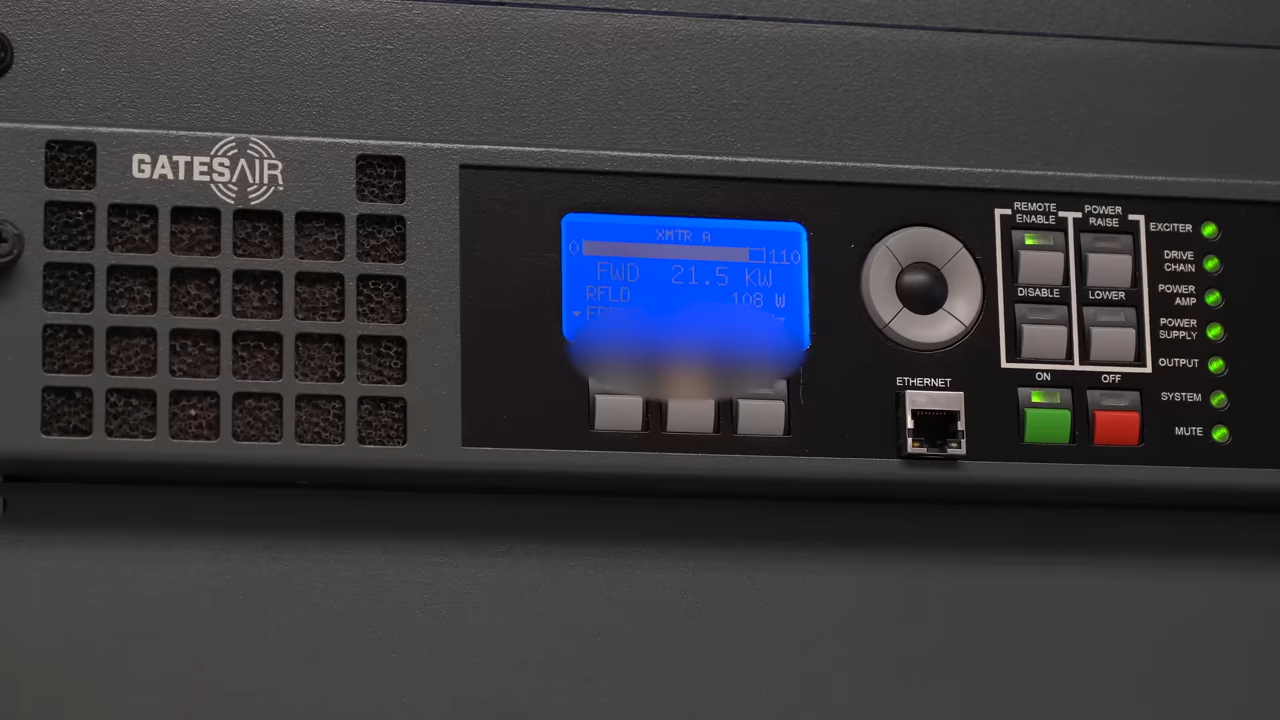 GATESAIR
XMTR A
0 110
FWD 21.5 KW
RFLD 108 W
REMOTE
ENABLE
DISABLE
POWER
RAISE
LOWER
ETHERNET
ON
OFF
EXCITER
DRIVE
CHAIN
POWER
AMP
POWER
SUPPLY
OUTPUT
SYSTEM
MUTE